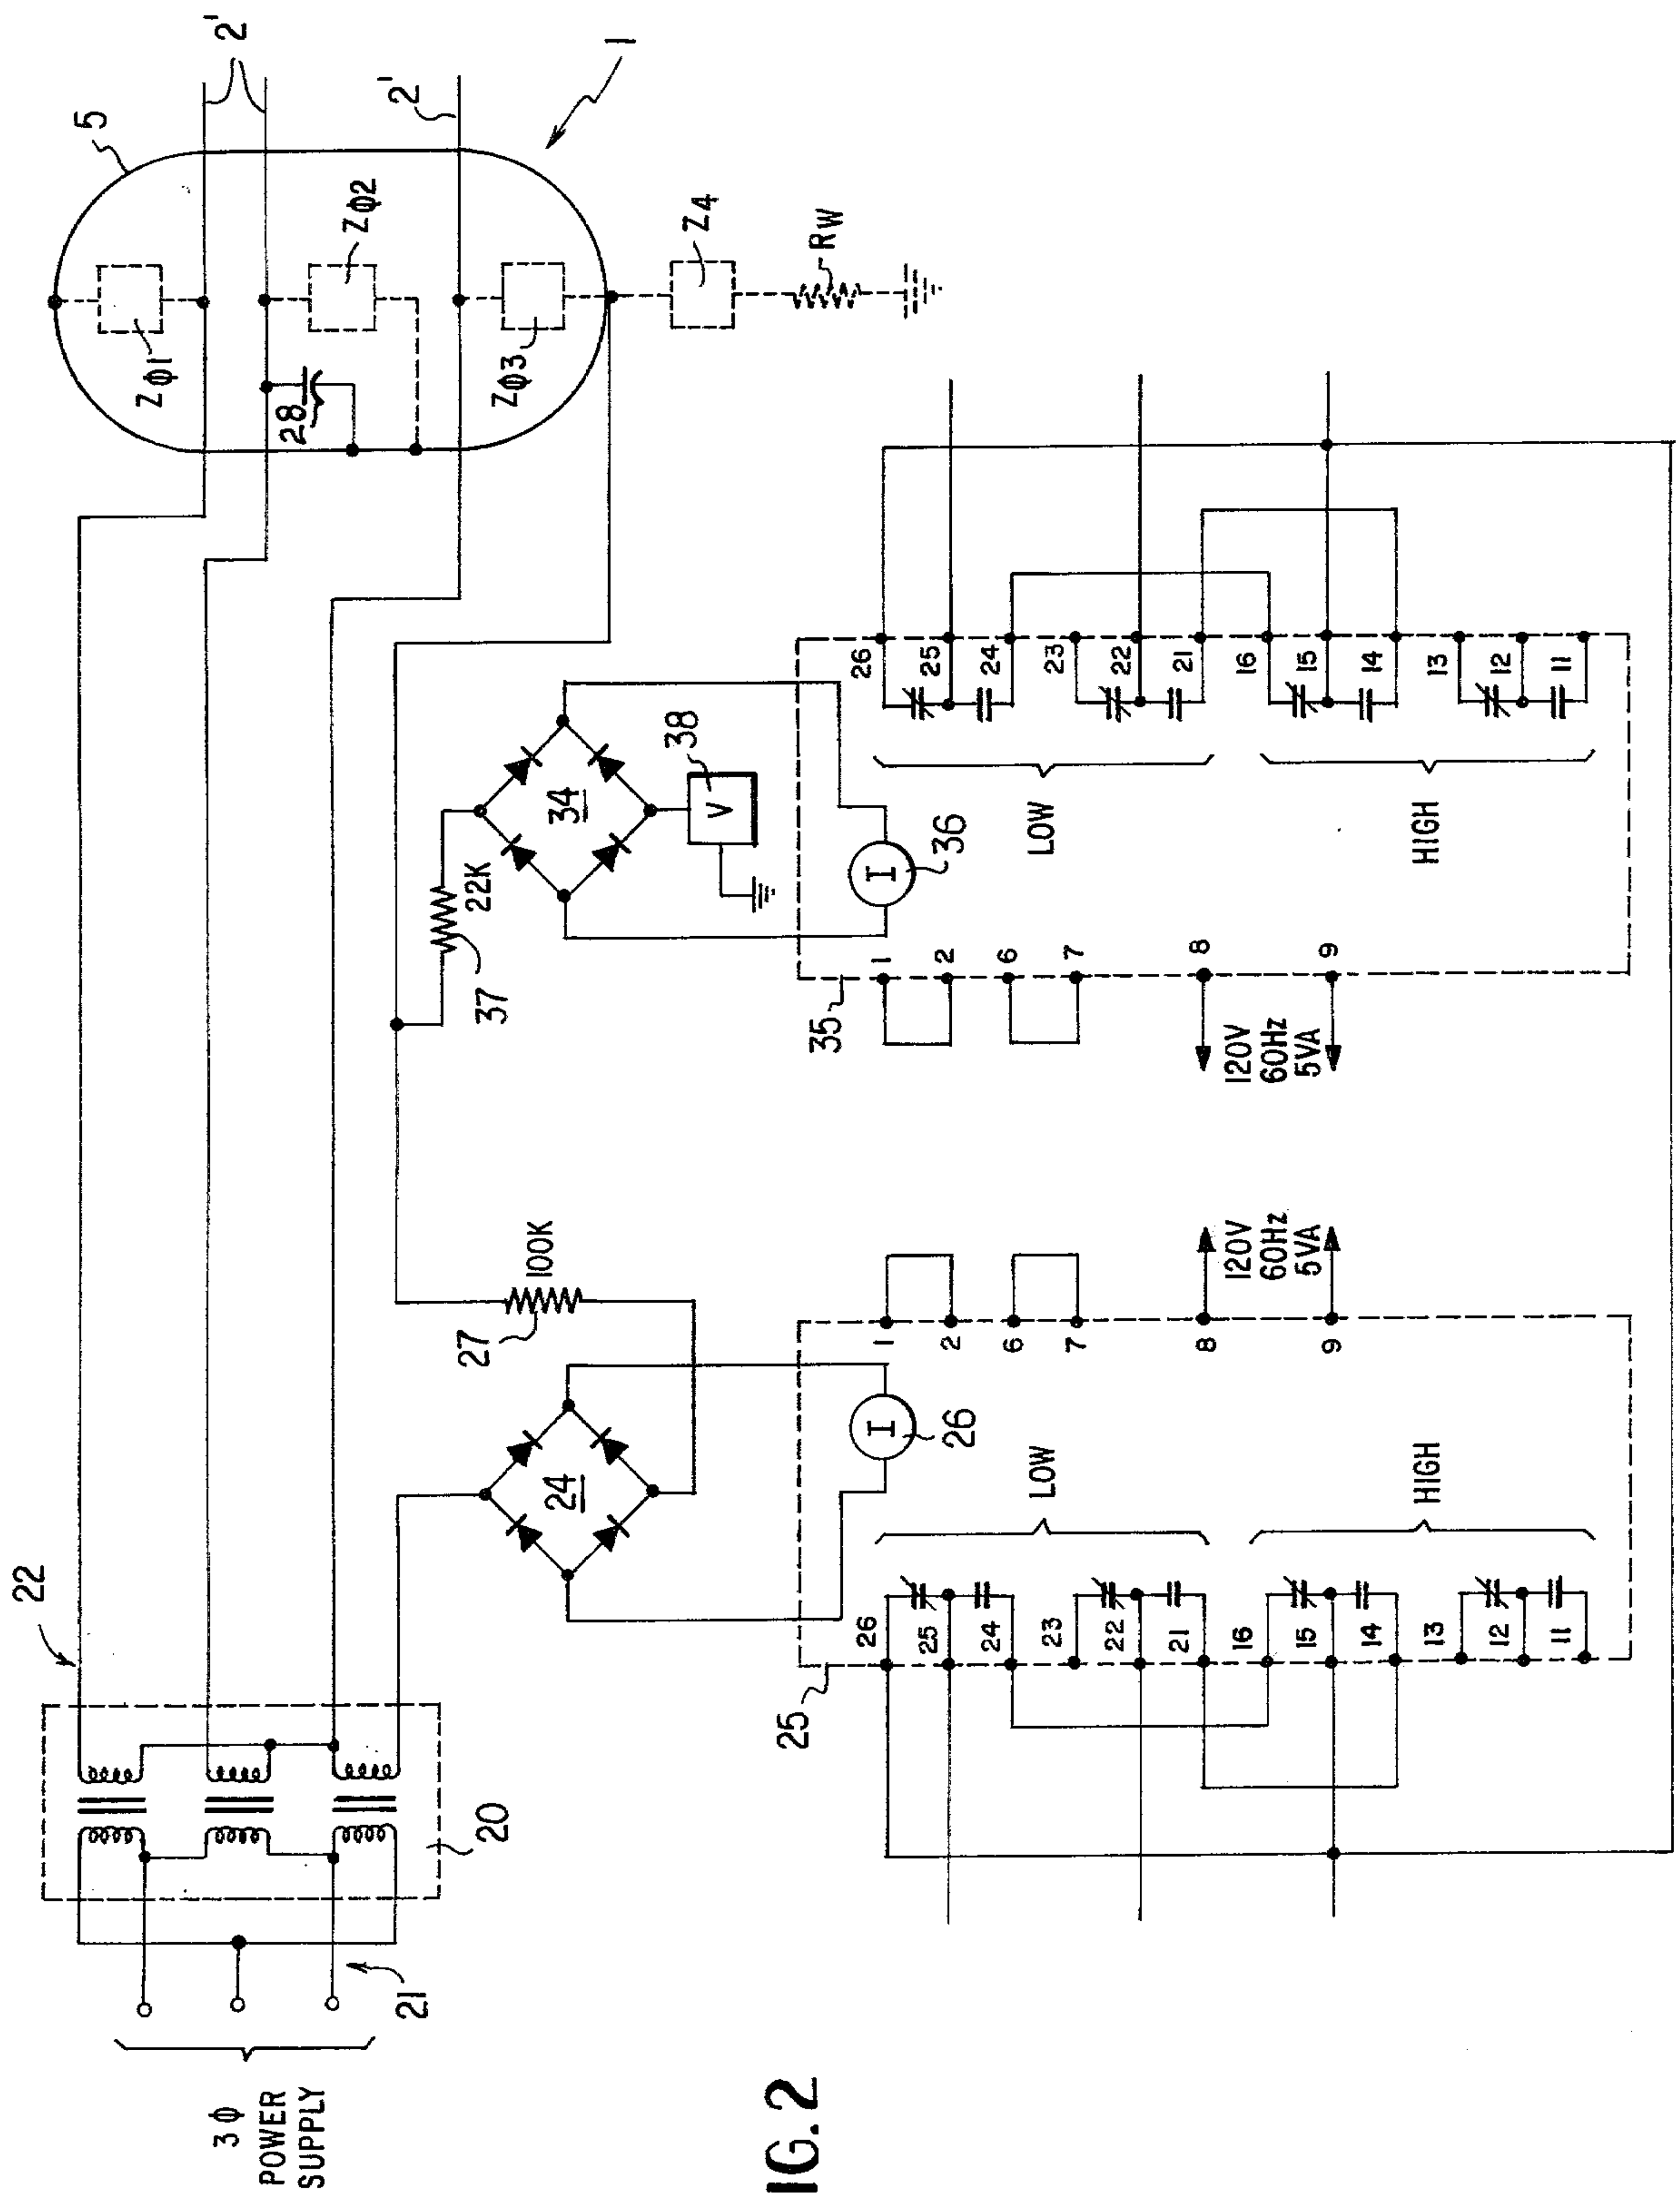 3Φ
POWER
SUPPLY
21
20
22
2'
2'
5
1
ZΦ1
ZΦ2
ZΦ3
Z4
RW
28
24
27
100K
34
37
22K
38
V
25
26
I
LOW
HIGH
26
25
24
23
22
21
16
15
14
13
12
11
1
2
6
7
8
9
120V
60Hz
5VA
35
36
I
LOW
HIGH
1
2
6
7
8
9
120V
60Hz
5VA
26
25
24
23
22
21
16
15
14
13
12
11
IG. 2